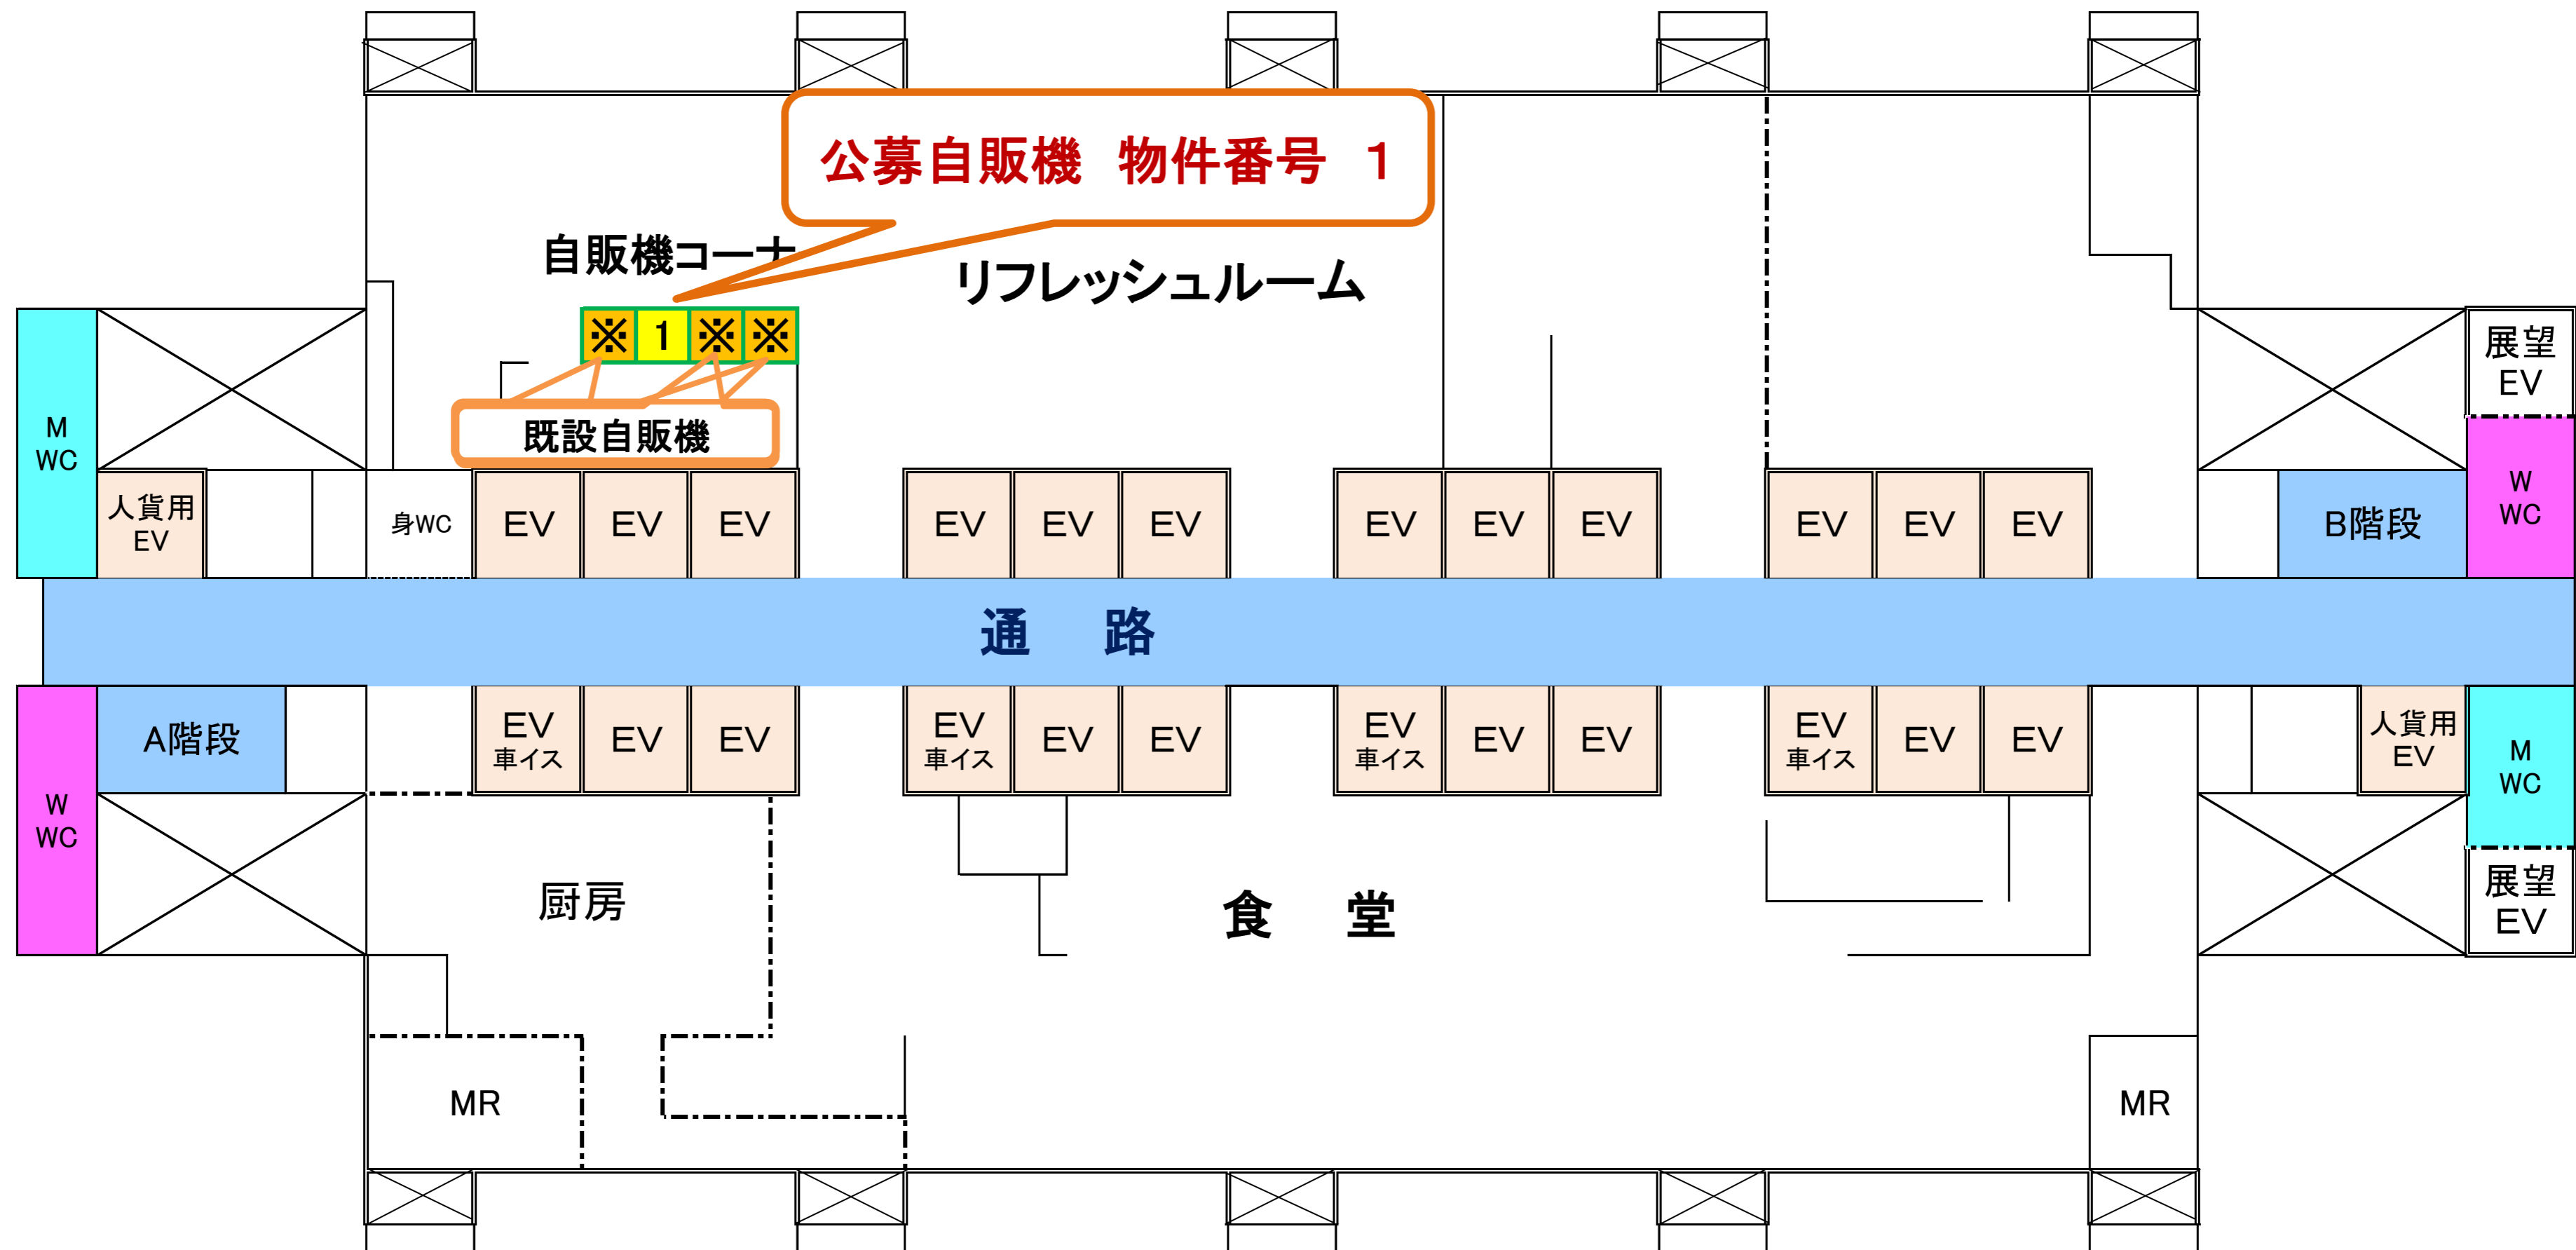 公募自販機 物件番号 1
自販機コーナ
リフレッシュルーム
※ 1 ※ ※
既設自販機
展望
EV
M
WC
W
WC
人貨用
EV
身WC
EV EV EV EV EV EV EV EV EV EV EV EV
B階段
通 路
A階段
EV
車イス
EV EV
EV
車イス
EV EV
EV
車イス
EV EV
EV
車イス
EV EV
人貨用
EV
M
WC
W
WC
厨房
食 堂
展望
EV
MR
MR